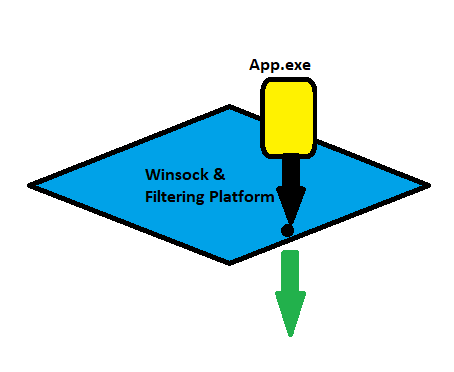 App.exe
Winsock &
Filtering Platform